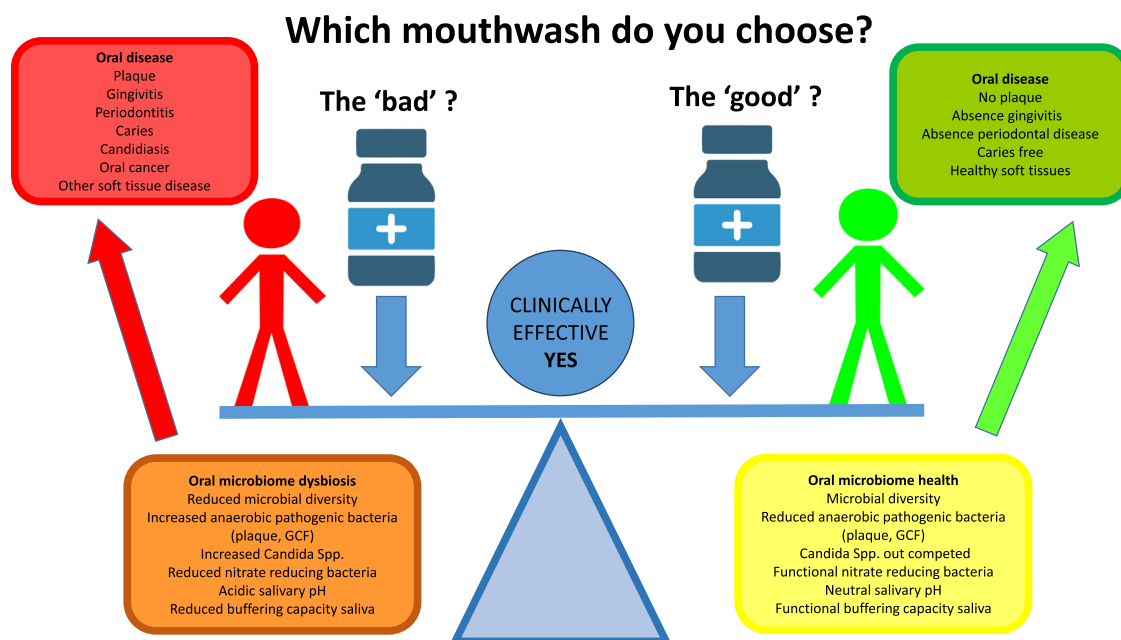 Which mouthwash do you choose?
Oral disease
Plaque
Gingivitis
Periodontitis
Caries
Candidiasis
Oral cancer
Other soft tissue disease
The ‘bad’ ?
The ‘good’ ?
Oral disease
No plaque
Absence gingivitis
Absence periodontal disease
Caries free
Healthy soft tissues
CLINICALLY
EFFECTIVE
YES
Oral microbiome dysbiosis
Reduced microbial diversity
Increased anaerobic pathogenic bacteria
(plaque, GCF)
Increased Candida Spp.
Reduced nitrate reducing bacteria
Acidic salivary pH
Reduced buffering capacity saliva
Oral microbiome health
Microbial diversity
Reduced anaerobic pathogenic bacteria
(plaque, GCF)
Candida Spp. out competed
Functional nitrate reducing bacteria
Neutral salivary pH
Functional buffering capacity saliva